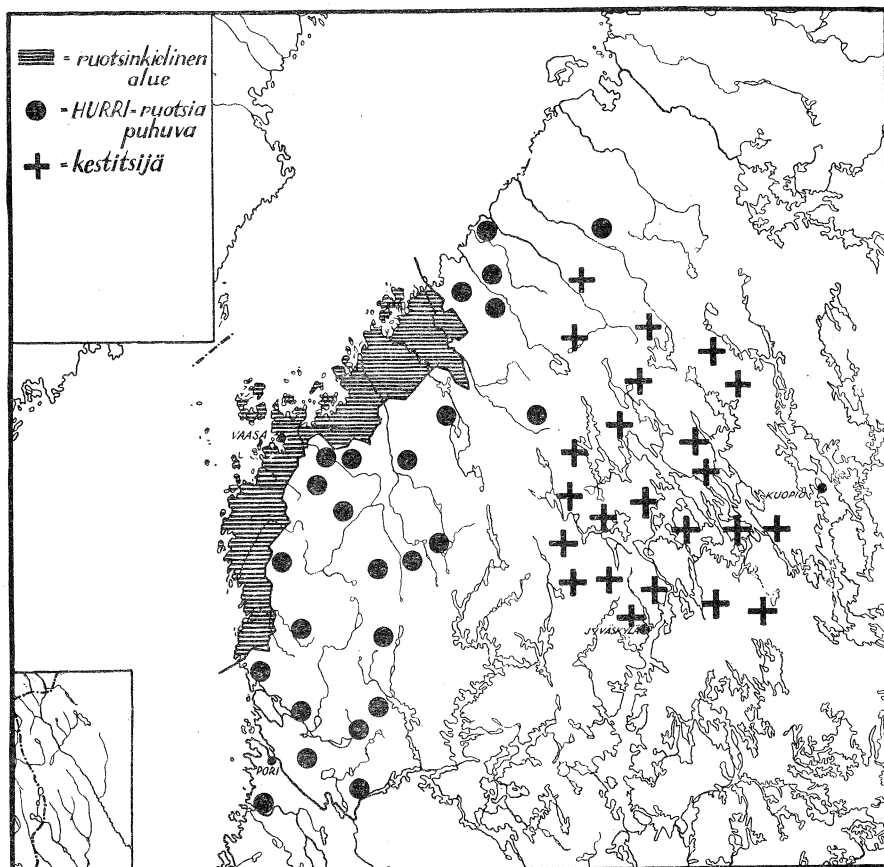 = ruotsinkielinen
alue
= HURRI = ruotsia
puhuva
= kestitsijä
VAASA
KUOPIO
JYVÄSKYLÄ
PORI